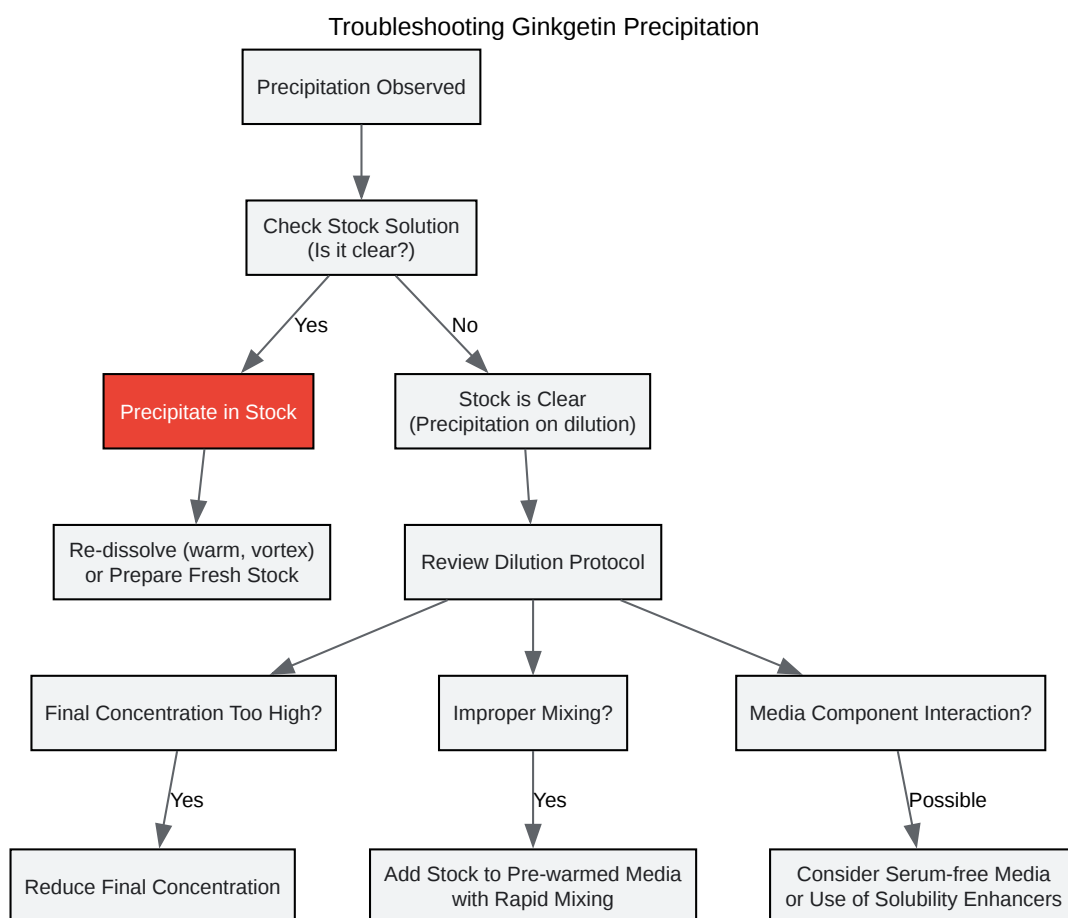 Troubleshooting Ginkgetin Precipitation
Precipitation Observed
Check Stock Solution
(Is it clear?)
Yes
No
Precipitate in Stock
Stock is Clear
(Precipitation on dilution)
Re-dissolve (warm, vortex)
or Prepare Fresh Stock
Review Dilution Protocol
Final Concentration Too High?
Improper Mixing?
Media Component Interaction?
Yes
Yes
Possible
Reduce Final Concentration
Add Stock to Pre-warmed Media
with Rapid Mixing
Consider Serum-free Media
or Use of Solubility Enhancers